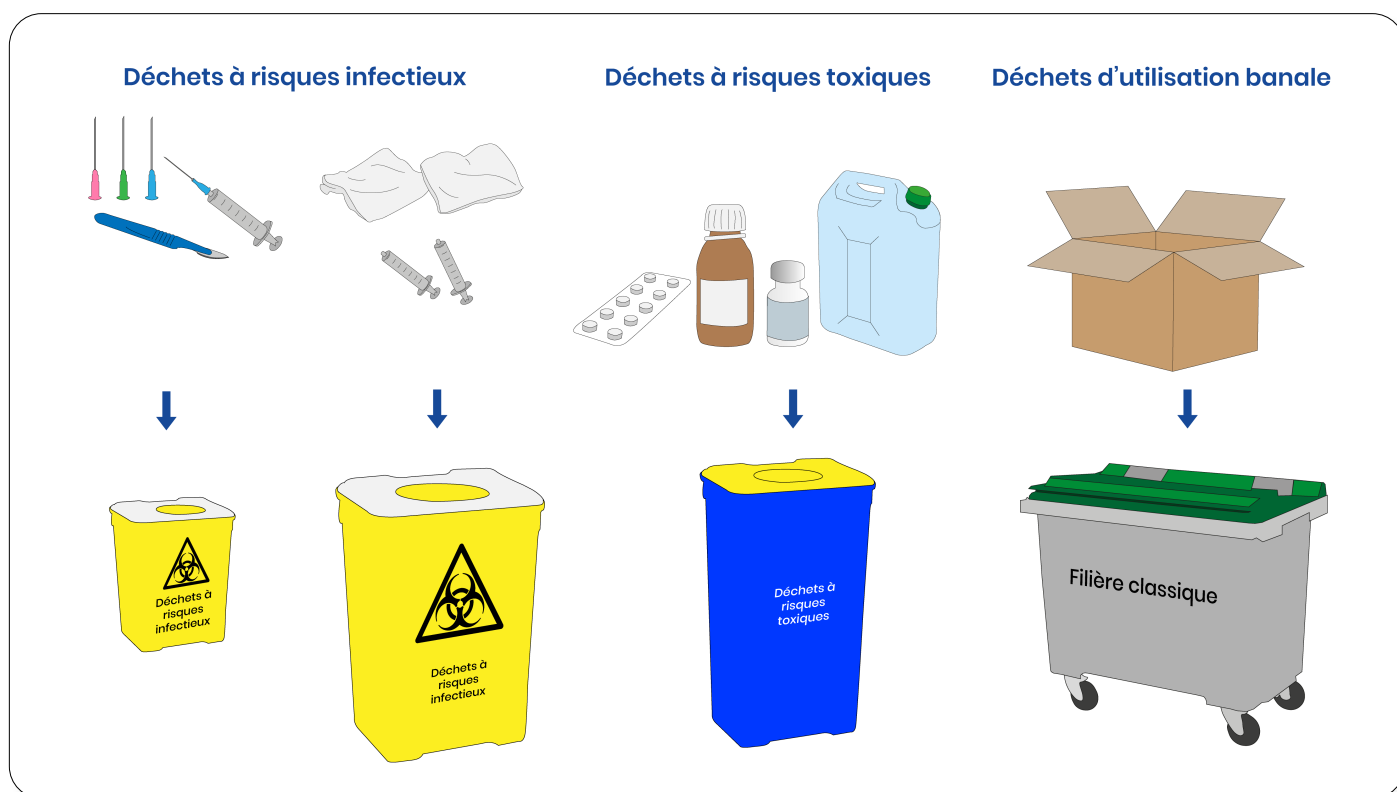 Déchets à risques infectieux
Déchets à risques toxiques
Déchets d’utilisation banale
Déchets à
risques
infectieux
Déchets à
risques
infectieux
Déchets à
risques
toxiques
Filière classique